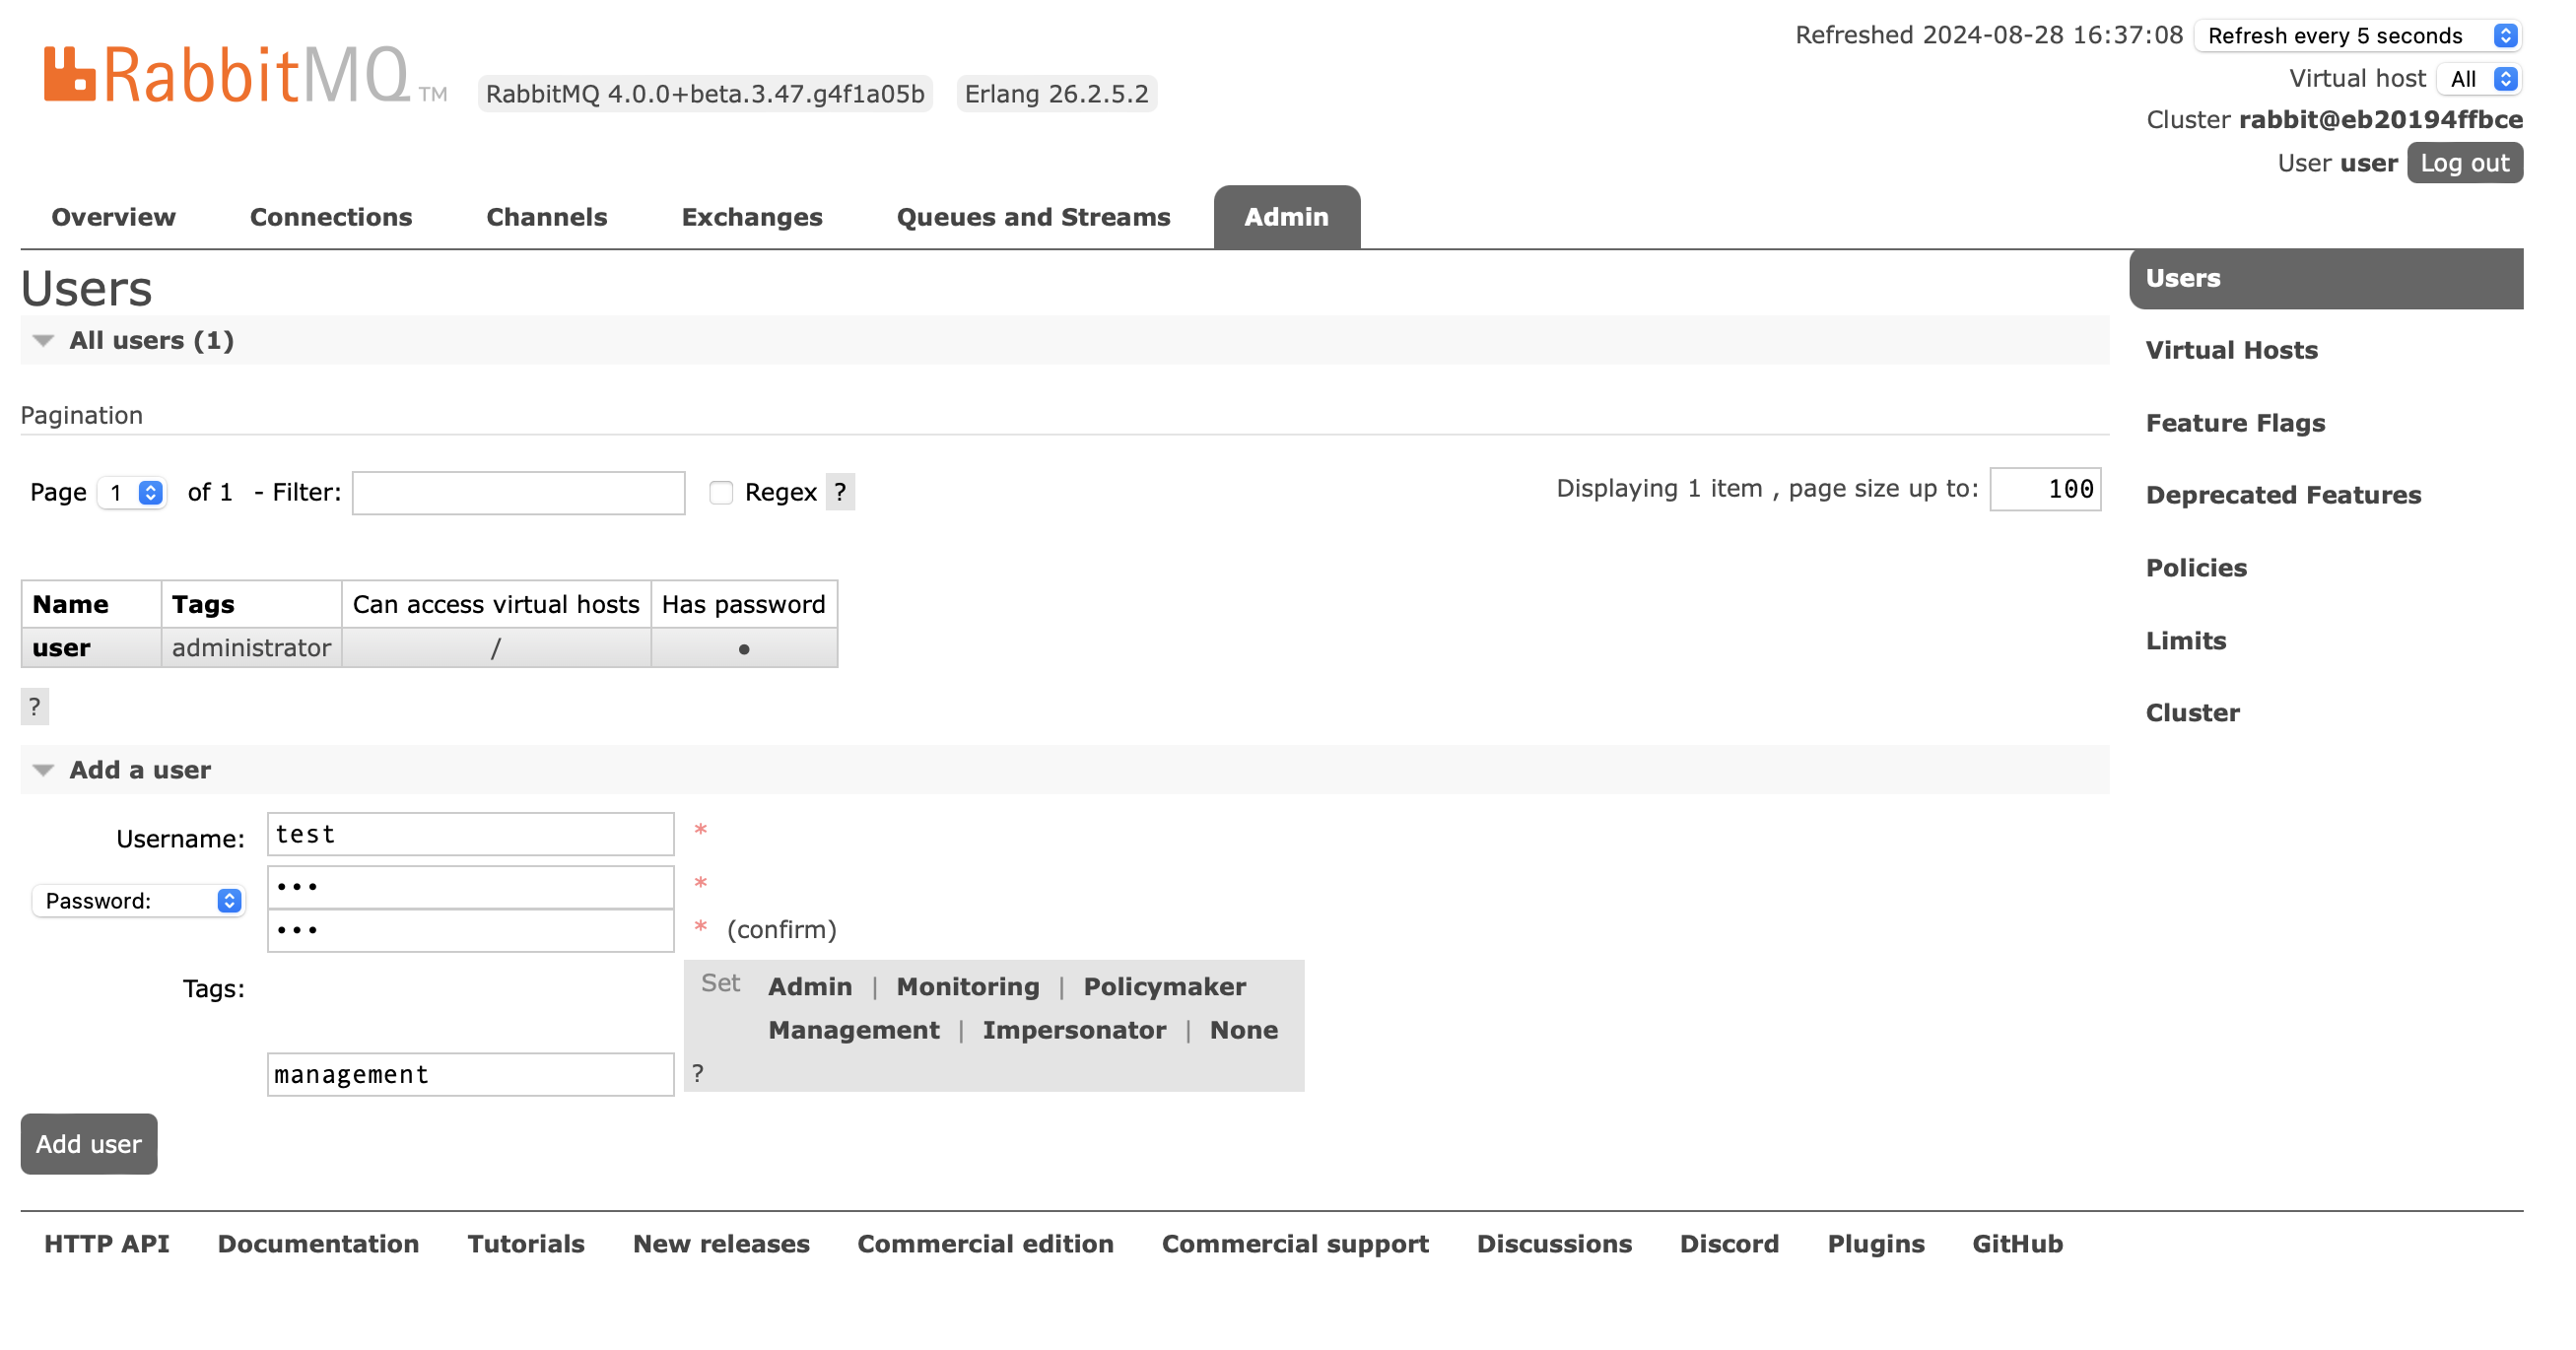 Refreshed 2024-08-28 16:37:08 Refresh every 5 seconds
RabbitMQ TM RabbitMQ 4.0.0+beta.3.47.g4f1a05b Erlang 26.2.5.2
Virtual host All
Cluster rabbit@eb20194ffbce
User user Log out
Overview Connections Channels Exchanges Queues and Streams Admin
Users
All users (1)
Pagination
Page 1 of 1 - Filter: Regex ? Displaying 1 item , page size up to: 100
Name Tags Can access virtual hosts Has password
user administrator / •
?
Add a user
Username: test *
Password: ••• *
••• * (confirm)
Tags:
Set Admin | Monitoring | Policymaker
Management | Impersonator | None
management ?
Add user
Users
Virtual Hosts
Feature Flags
Deprecated Features
Policies
Limits
Cluster
HTTP API Documentation Tutorials New releases Commercial edition Commercial support Discussions Discord Plugins GitHub